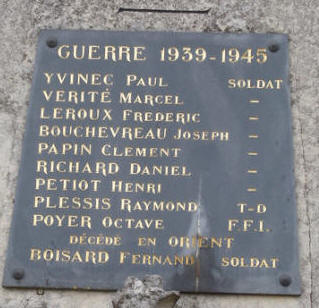 GUERRE 1939-1945
YVINEC PAUL SOLDAT
VERITÉ MARCEL -
LEROUX FREDERIC -
BOUCHEVREAU JOSEPH -
PAPIN CLEMENT -
RICHARD DANIEL -
PETIOT HENRI -
PLESSIS RAYMOND T-D
POYER OCTAVE F.F.I.
DÉCÉDÉ EN ORIENT
BOISARD FERNAND SOLDAT